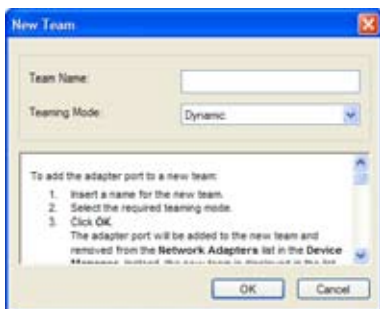 New Team
Team Name:
Teaming Mode:
Dynamic
To add the adapter port to a new team:
1. Insert a name for the new team.
2. Select the required teaming mode.
3. Click OK.
The adapter port will be added to the new team and
removed from the Network Adapters list in the Device
OK
Cancel